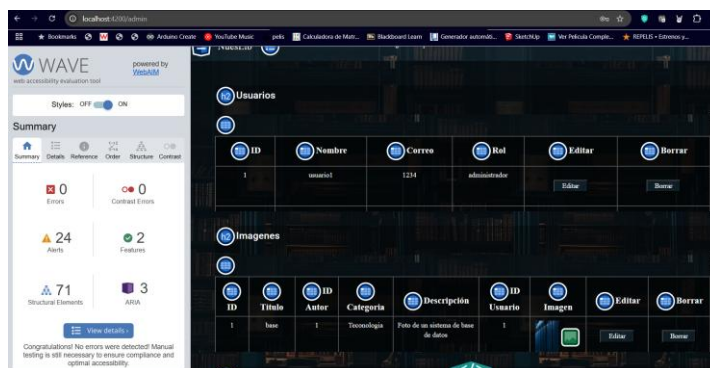 localhost:4200/admin
Bookmarks
Arduino Create
YouTube Music
pelis
Calculadora de Matr...
Blackboard Learn
Generador automáti...
SketchUp
Ver Pelicula Comple...
REPELIS - Estrenos y...
WAVE
powered by
WebAIM
web accessibility evaluation tool
Styles: OFF ON
Summary
Summary Details Reference Order Structure Contrast
0 Errors
0 Contrast Errors
24 Alerts
2 Features
71 Structural Elements
3 ARIA
View details ›
Congratulations! No errors were detected! Manual
testing is still necessary to ensure compliance and
optimal accessibility.
h2 Usuarios
ID Nombre Correo Rol Editar Borrar
1 usuario1 1234 administrador Editar Borrar
h2 Imagenes
ID Titulo ID Autor Categoria Descripción ID Usuario Imagen Editar Borrar
1 base 1 Teconologia Foto de un sistema de base de datos 1 Editar Borrar